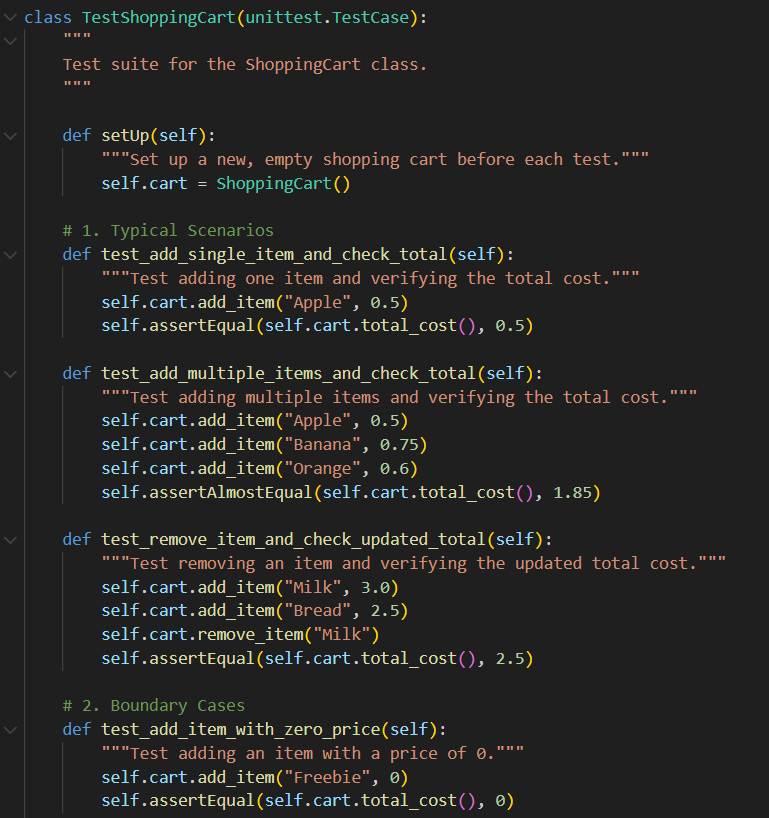 class TestShoppingCart(unittest.TestCase):
    """
    Test suite for the ShoppingCart class.
    """

    def setUp(self):
        """Set up a new, empty shopping cart before each test."""
        self.cart = ShoppingCart()

    # 1. Typical Scenarios
    def test_add_single_item_and_check_total(self):
        """Test adding one item and verifying the total cost."""
        self.cart.add_item("Apple", 0.5)
        self.assertEqual(self.cart.total_cost(), 0.5)

    def test_add_multiple_items_and_check_total(self):
        """Test adding multiple items and verifying the total cost."""
        self.cart.add_item("Apple", 0.5)
        self.cart.add_item("Banana", 0.75)
        self.cart.add_item("Orange", 0.6)
        self.assertAlmostEqual(self.cart.total_cost(), 1.85)

    def test_remove_item_and_check_updated_total(self):
        """Test removing an item and verifying the updated total cost."""
        self.cart.add_item("Milk", 3.0)
        self.cart.add_item("Bread", 2.5)
        self.cart.remove_item("Milk")
        self.assertEqual(self.cart.total_cost(), 2.5)

    # 2. Boundary Cases
    def test_add_item_with_zero_price(self):
        """Test adding an item with a price of 0."""
        self.cart.add_item("Freebie", 0)
        self.assertEqual(self.cart.total_cost(), 0)